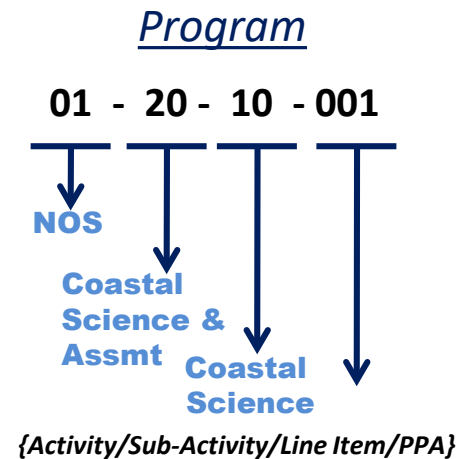 Program
01 - 20 - 10 - 001
NOS
Coastal
Science &
Assmt
Coastal
Science
{Activity/Sub-Activity/Line Item/PPA}